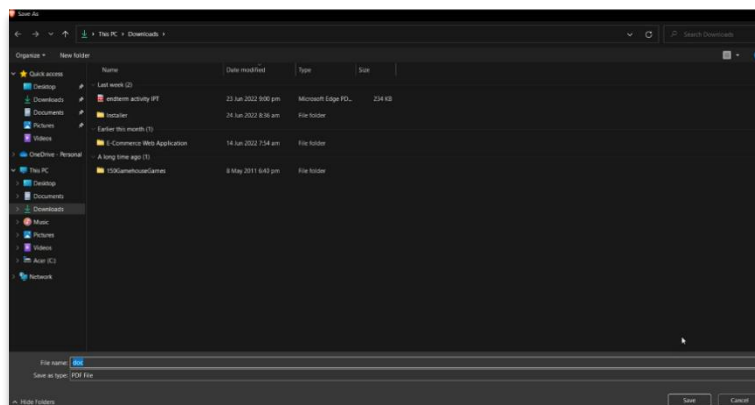 Save As
This PC › Downloads ›
Search Downloads
Organize
New folder
Name Date modified Type Size
Quick access
Desktop
Downloads
Documents
Pictures
Videos
OneDrive - Personal
This PC
Desktop
Documents
Downloads
Music
Pictures
Videos
Acer (C:)
Network
Last week (2)
endterm activity IPT 23 Jun 2022 9:00 pm Microsoft Edge PD... 254 KB
Installer 24 Jun 2022 8:36 am File folder
Earlier this month (1)
E-Commerce Web Application 14 Jun 2022 7:54 am File folder
A long time ago (1)
150GamehouseGames 8 May 2011 6:40 pm File folder
File name: doc
Save as type: PDF File
Hide Folders
Save Cancel